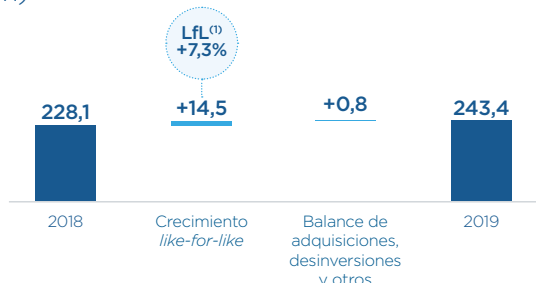 LfL(1)
+7,3%
228,1
+14,5
+0,8
243,4
2018
Crecimiento
like-for-like
Balance de
adquisiciones,
desinversiones
y otros
2019